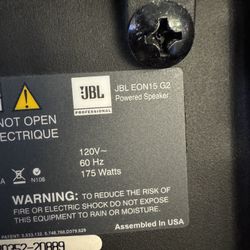 JBL
PROFESSIONAL
JBL EON15 G2
Powered Speaker
NOT OPEN
ECTRIQUE
120V~
60 Hz
175 Watts
N108
WARNING: TO REDUCE THE RISK OF
FIRE OR ELECTRIC SHOCK DO NOT EXPOSE
THIS EQUIPMENT TO RAIN OR MOISTURE.
Assembled In USA